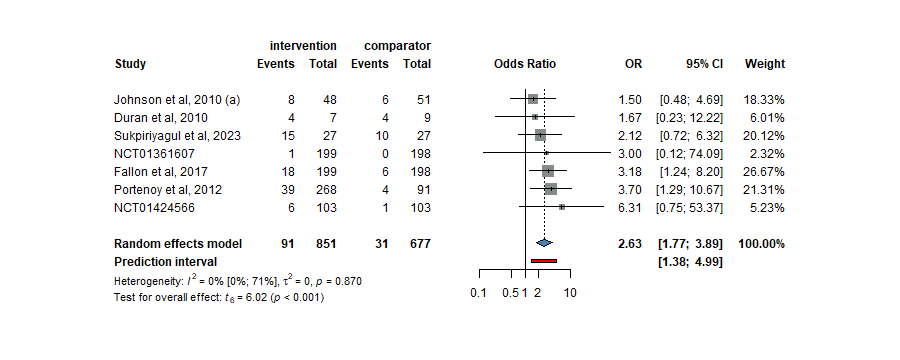 intervention comparator
Study Events Total Events Total Odds Ratio OR 95% CI Weight
Johnson et al, 2010 (a) 8 48 6 51 1.50 [0.48; 4.69] 18.33%
Duran et al, 2010 4 7 4 9 1.67 [0.23; 12.22] 6.01%
Sukpiriyagul et al, 2023 15 27 10 27 2.12 [0.72; 6.32] 20.12%
NCT01361607 1 199 0 198 3.00 [0.12; 74.09] 2.32%
Fallon et al, 2017 18 199 6 198 3.18 [1.24; 8.20] 26.67%
Portenoy et al, 2012 39 268 4 91 3.70 [1.29; 10.67] 21.31%
NCT01424566 6 103 1 103 6.31 [0.75; 53.37] 5.23%
Random effects model 91 851 31 677 2.63 [1.77; 3.89] 100.00%
Prediction interval [1.38; 4.99]
Heterogeneity: I² = 0% [0%; 71%], τ² = 0, p = 0.870
Test for overall effect: t₆ = 6.02 (p < 0.001)
0.1 0.5 1 2 10